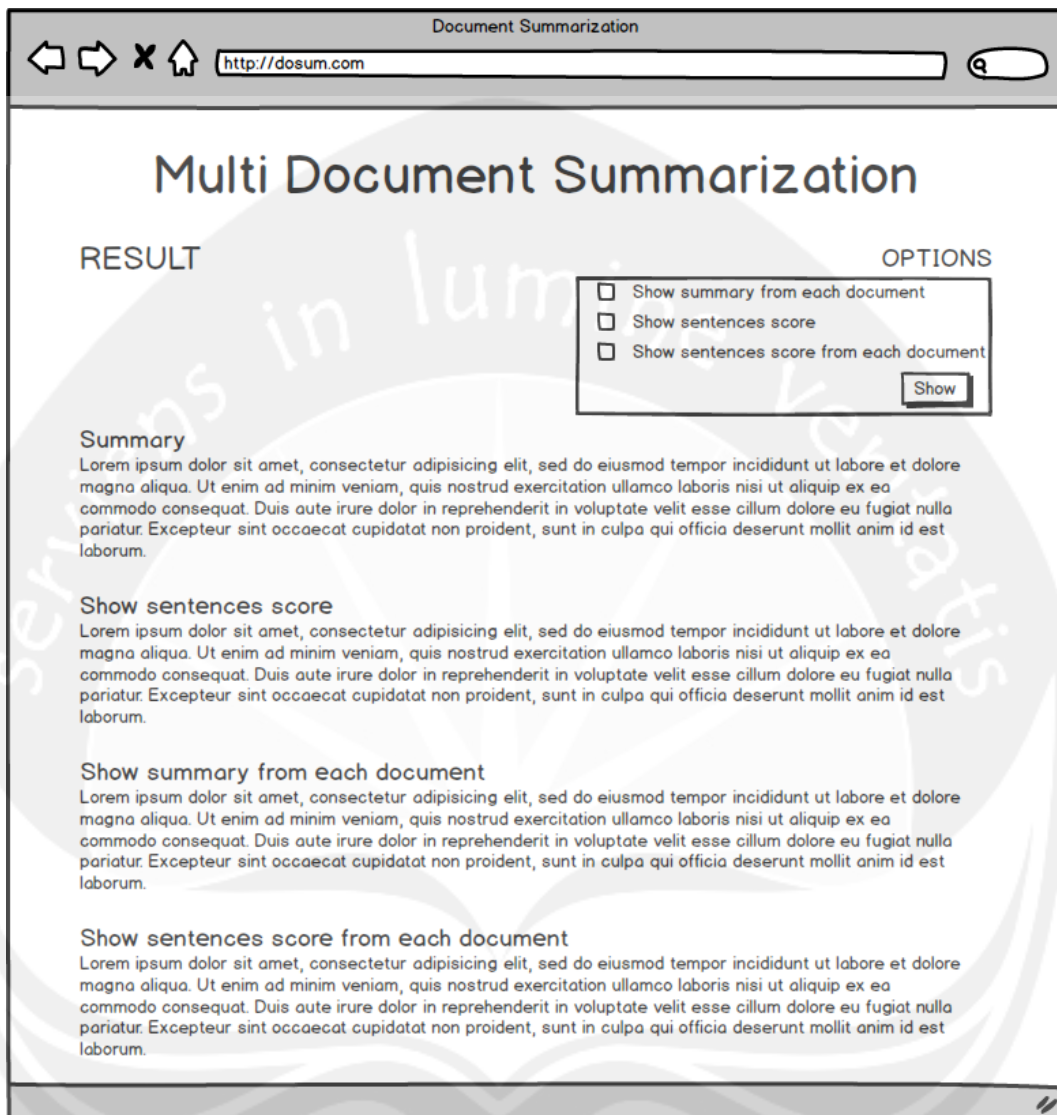 Document Summarization
http://dosum.com
Multi Document Summarization
RESULT
OPTIONS
Show summary from each document
Show sentences score
Show sentences score from each document
Show
Summary
Lorem ipsum dolor sit amet, consectetur adipisicing elit, sed do eiusmod tempor incididunt ut labore et dolore
magna aliqua. Ut enim ad minim veniam, quis nostrud exercitation ullamco laboris nisi ut aliquip ex ea
commodo consequat. Duis aute irure dolor in reprehenderit in voluptate velit esse cillum dolore eu fugiat nulla
pariatur. Excepteur sint occaecat cupidatat non proident, sunt in culpa qui officia deserunt mollit anim id est
laborum.
Show sentences score
Lorem ipsum dolor sit amet, consectetur adipisicing elit, sed do eiusmod tempor incididunt ut labore et dolore
magna aliqua. Ut enim ad minim veniam, quis nostrud exercitation ullamco laboris nisi ut aliquip ex ea
commodo consequat. Duis aute irure dolor in reprehenderit in voluptate velit esse cillum dolore eu fugiat nulla
pariatur. Excepteur sint occaecat cupidatat non proident, sunt in culpa qui officia deserunt mollit anim id est
laborum.
Show summary from each document
Lorem ipsum dolor sit amet, consectetur adipisicing elit, sed do eiusmod tempor incididunt ut labore et dolore
magna aliqua. Ut enim ad minim veniam, quis nostrud exercitation ullamco laboris nisi ut aliquip ex ea
commodo consequat. Duis aute irure dolor in reprehenderit in voluptate velit esse cillum dolore eu fugiat nulla
pariatur. Excepteur sint occaecat cupidatat non proident, sunt in culpa qui officia deserunt mollit anim id est
laborum.
Show sentences score from each document
Lorem ipsum dolor sit amet, consectetur adipisicing elit, sed do eiusmod tempor incididunt ut labore et dolore
magna aliqua. Ut enim ad minim veniam, quis nostrud exercitation ullamco laboris nisi ut aliquip ex ea
commodo consequat. Duis aute irure dolor in reprehenderit in voluptate velit esse cillum dolore eu fugiat nulla
pariatur. Excepteur sint occaecat cupidatat non proident, sunt in culpa qui officia deserunt mollit anim id est
laborum.
serviens in lumine veritatis